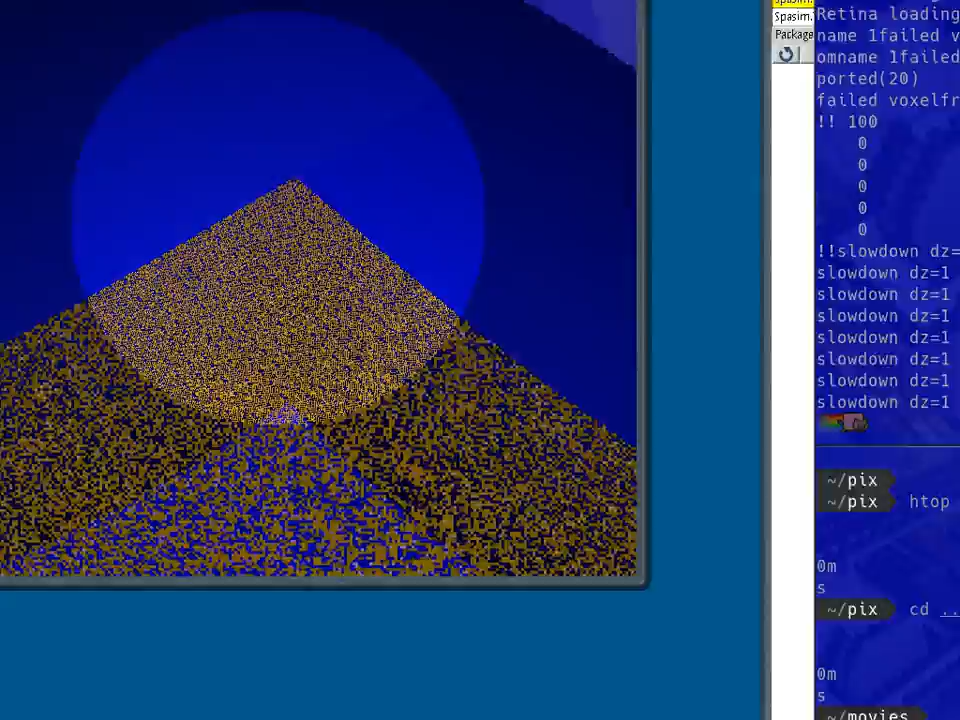 Spasim.
Package
Retina loading
name 1failed v
omname 1failed
ported(20)
failed voxelfr
!! 100
0
0
0
0
0
!!slowdown dz=
slowdown dz=1
slowdown dz=1
slowdown dz=1
slowdown dz=1
slowdown dz=1
slowdown dz=1
slowdown dz=1
~/pix
~/pix htop
0m
s
~/pix cd ..
0m
s
~/movies